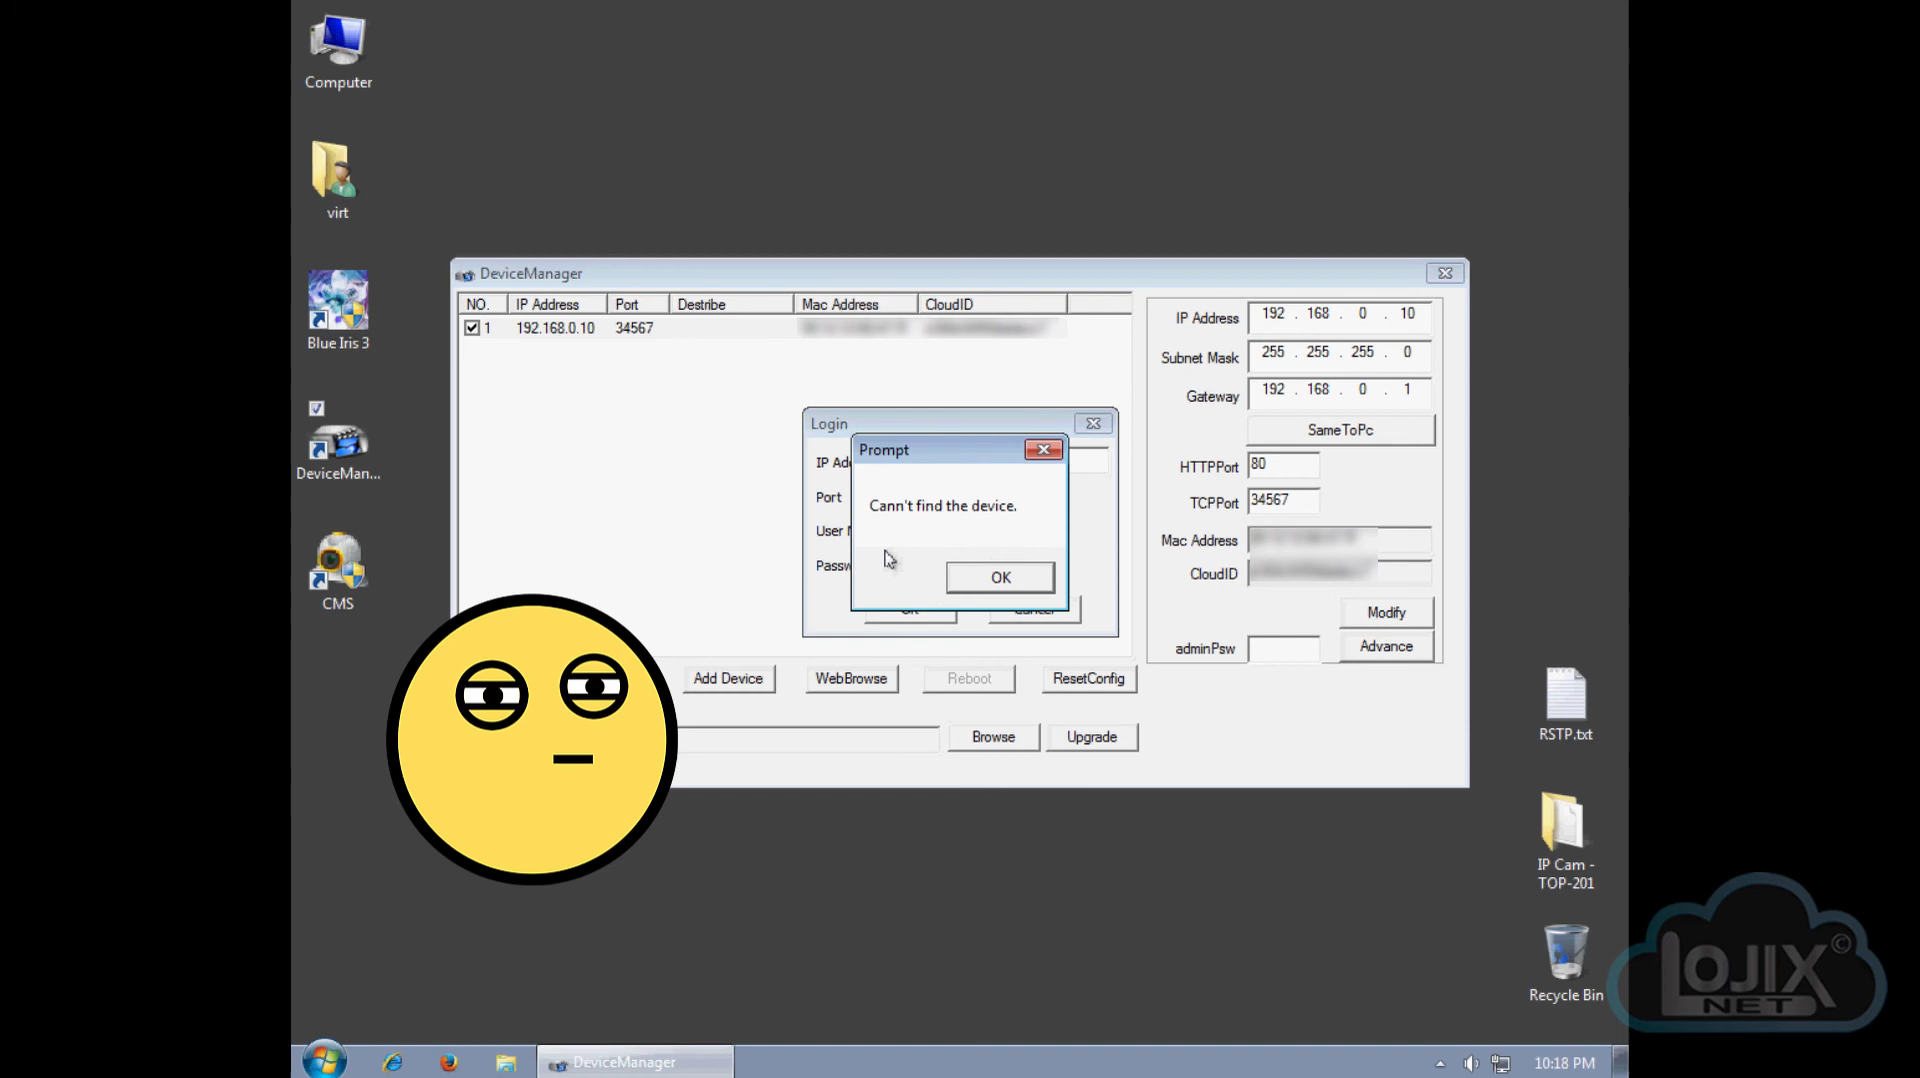 Computer
virt
Blue Iris 3
DeviceMan...
CMS
DeviceManager
NO. IP Address Port Destribe Mac Address CloudID
1 192.168.0.10 34567
Login
IP Ad
Port
User
Passw
Prompt
Cann't find the device.
OK
IP Address 192 . 168 . 0 . 10
Subnet Mask 255 . 255 . 255 . 0
Gateway 192 . 168 . 0 . 1
SameToPc
HTTPPort 80
TCPPort 34567
Mac Address
CloudID
Modify
adminPsw Advance
Add Device WebBrowse Reboot ResetConfig
Browse Upgrade
RSTP.txt
IP Cam -
TOP-201
Recycle Bin
LOJIX©
NET
DeviceManager
10:18 PM